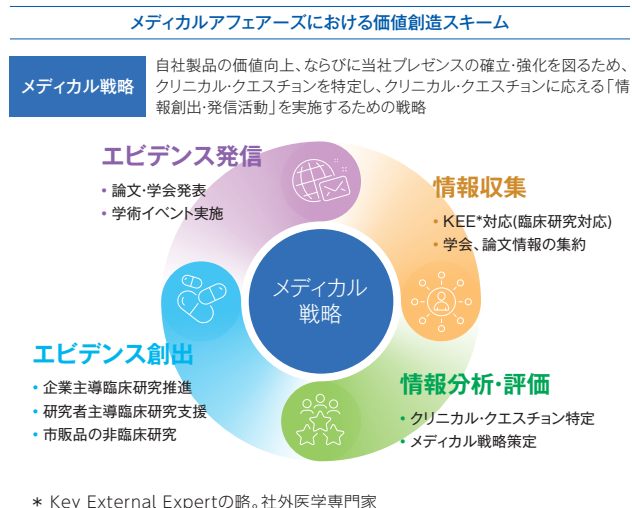 メディカルアフェアーズにおける価値創造スキーム
メディカル戦略
自社製品の価値向上、ならびに当社プレゼンスの確立・強化を図るため、
クリニカル・クエスチョンを特定し、クリニカル・クエスチョンに応える「情
報創出・発信活動」を実施するための戦略
エビデンス発信
・論文・学会発表
・学術イベント実施
情報収集
・KEE*対応(臨床研究対応)
・学会、論文情報の集約
メディカル
戦略
エビデンス創出
・企業主導臨床研究推進
・研究者主導臨床研究支援
・市販品の非臨床研究
情報分析・評価
・クリニカル・クエスチョン特定
・メディカル戦略策定
* Key External Expertの略。社外医学専門家